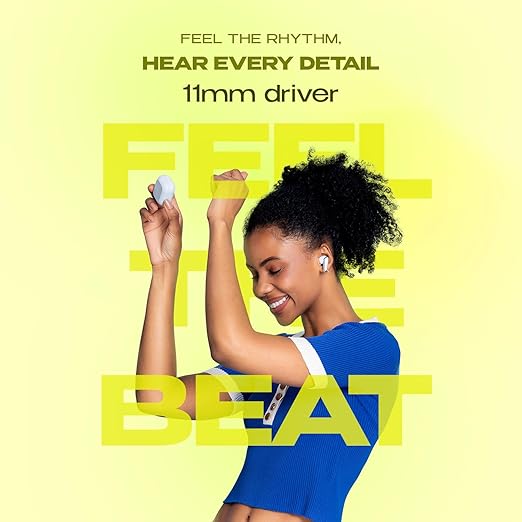 FEEL THE RHYTHM,
HEAR EVERY DETAIL
11mm driver
FEEL
THE
BEAT